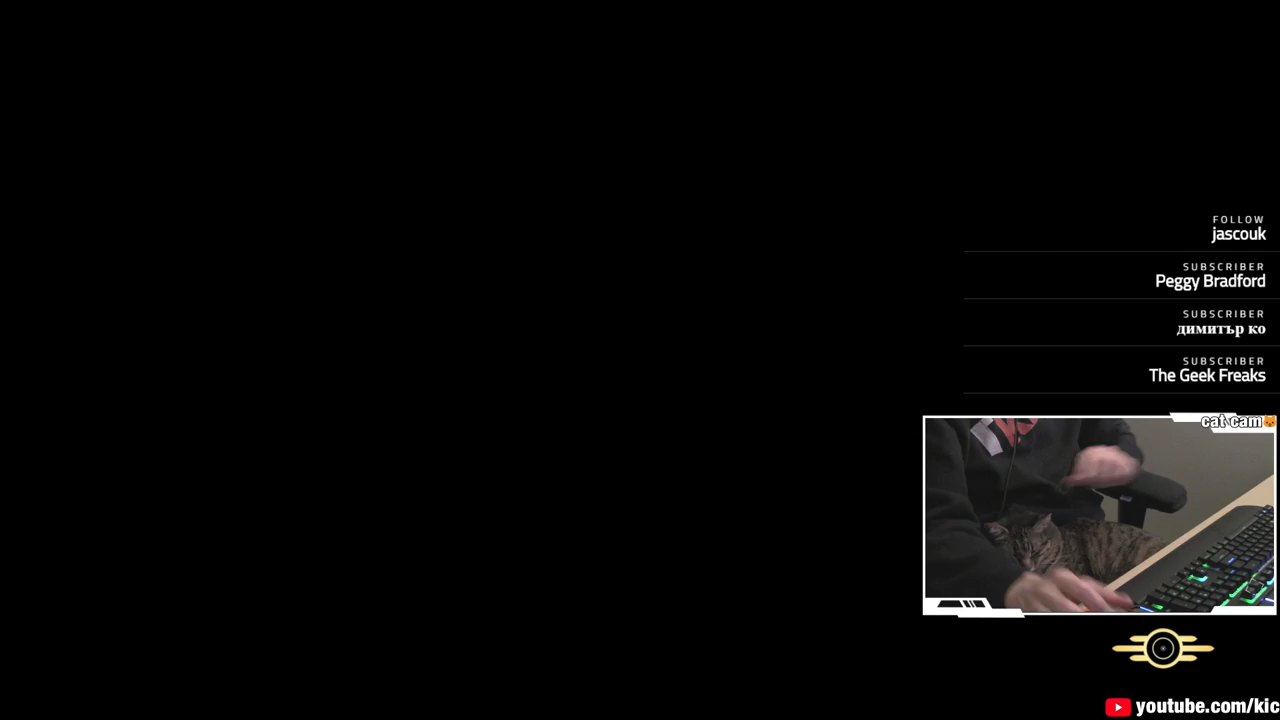 FOLLOW
jascouk
SUBSCRIBER
Peggy Bradford
SUBSCRIBER
димитър ко
SUBSCRIBER
The Geek Freaks
cat cam
youtube.com/kic